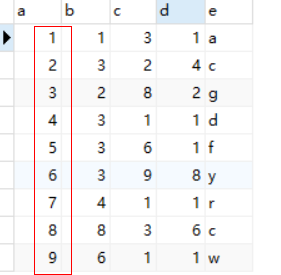 a b c d e
1 1 3 1 a
2 3 2 4 c
3 2 8 2 g
4 3 1 1 d
5 3 6 1 f
6 3 9 8 y
7 4 1 1 r
8 8 3 6 c
9 6 1 1 w